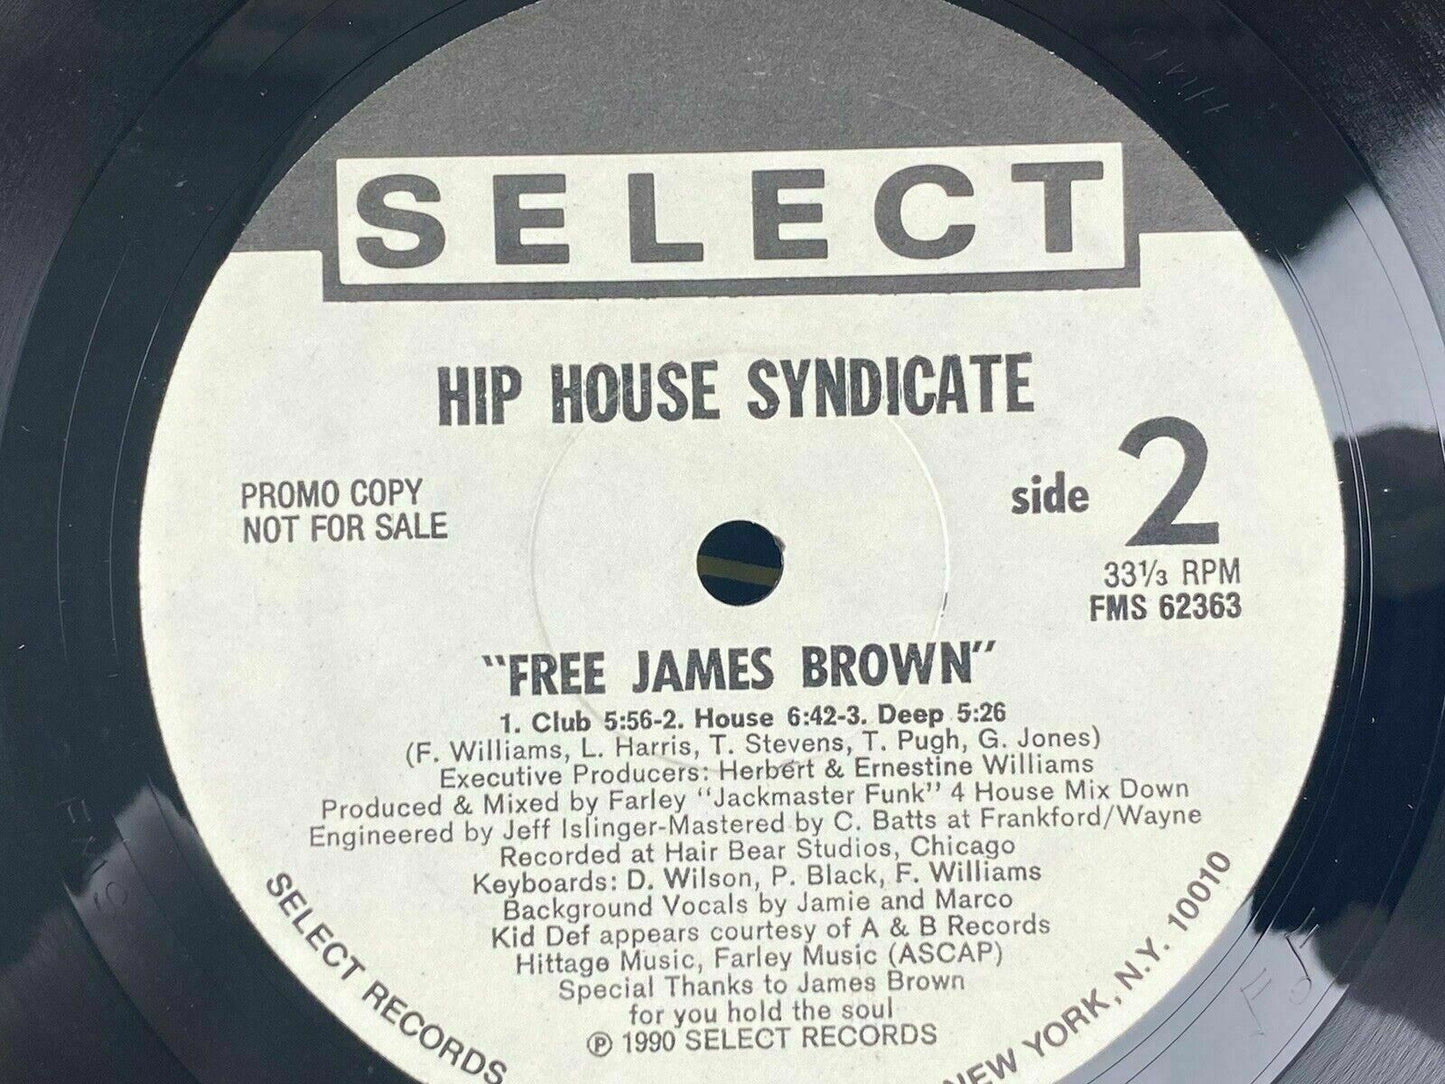 SELECT
HIP HOUSE SYNDICATE
PROMO COPY
NOT FOR SALE
side 2
33⅓ RPM
FMS 62363
"FREE JAMES BROWN"
1. Club 5:56-2. House 6:42-3. Deep 5:26
(F. Williams, L. Harris, T. Stevens, T. Pugh, G. Jones)
Executive Producers: Herbert & Ernestine Williams
Produced & Mixed by Farley "Jackmaster Funk" 4 House Mix Down
Engineered by Jeff Islinger-Mastered by C. Batts at Frankford/Wayne
Recorded at Hair Bear Studios, Chicago
Keyboards: D. Wilson, P. Black, F. Williams
Background Vocals by Jamie and Marco
Kid Def appears courtesy of A & B Records
Hittage Music, Farley Music (ASCAP)
Special Thanks to James Brown
for you hold the soul
℗ 1990 SELECT RECORDS
SELECT RECORDS
NEW YORK, N.Y. 10010